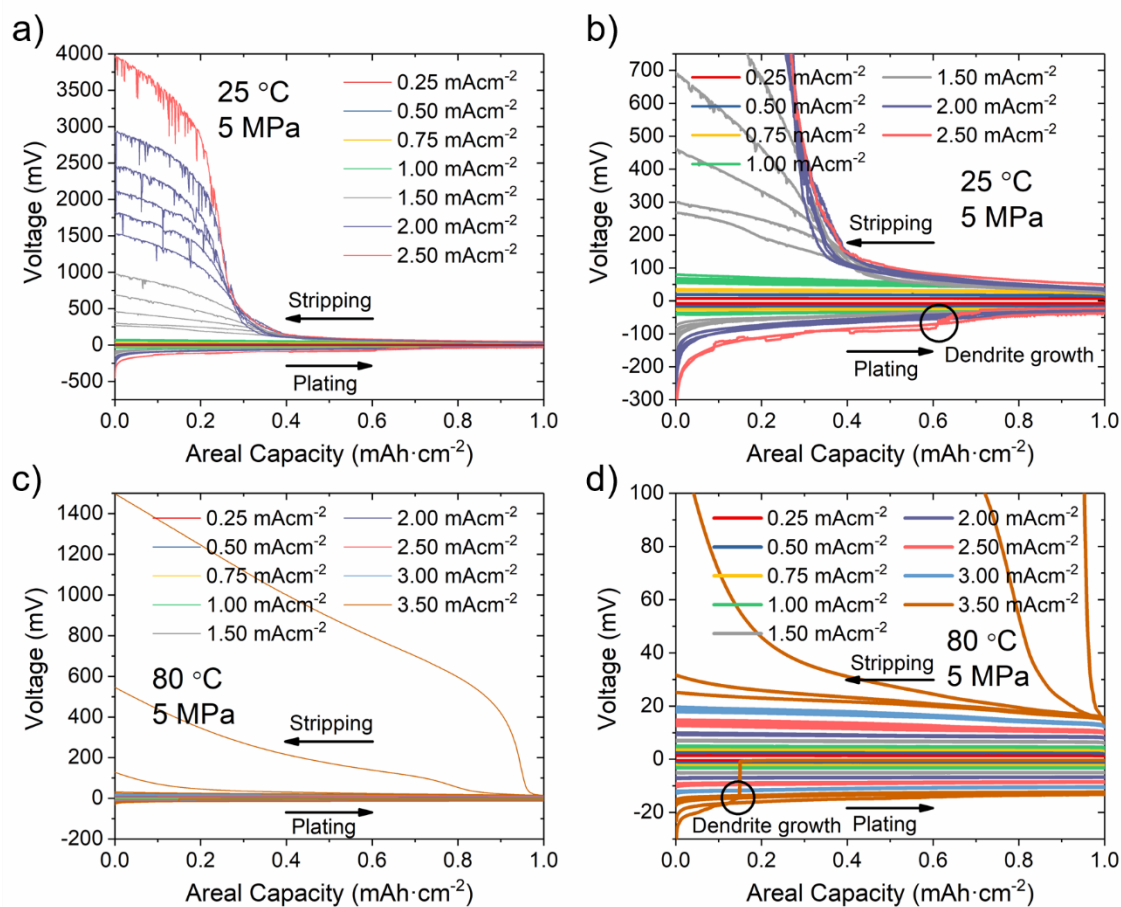 a)
4000
3500
3000
2500
2000
1500
1000
500
0
-500
Voltage (mV)
25 °C
5 MPa
0.25 mAcm⁻²
0.50 mAcm⁻²
0.75 mAcm⁻²
1.00 mAcm⁻²
1.50 mAcm⁻²
2.00 mAcm⁻²
2.50 mAcm⁻²
Stripping
Plating
0.0 0.2 0.4 0.6 0.8 1.0
Areal Capacity (mAh·cm⁻²)
b)
700
600
500
400
300
200
100
0
-100
-200
-300
Voltage (mV)
0.25 mAcm⁻² 1.50 mAcm⁻²
0.50 mAcm⁻² 2.00 mAcm⁻²
0.75 mAcm⁻² 2.50 mAcm⁻²
1.00 mAcm⁻²
25 °C
5 MPa
Stripping
Plating
Dendrite growth
0.0 0.2 0.4 0.6 0.8 1.0
Areal Capacity (mAh·cm⁻²)
c)
1400
1200
1000
800
600
400
200
0
-200
Voltage (mV)
0.25 mAcm⁻² 2.00 mAcm⁻²
0.50 mAcm⁻² 2.50 mAcm⁻²
0.75 mAcm⁻² 3.00 mAcm⁻²
1.00 mAcm⁻² 3.50 mAcm⁻²
1.50 mAcm⁻²
80 °C
5 MPa
Stripping
Plating
0.0 0.2 0.4 0.6 0.8 1.0
Areal Capacity (mAh·cm⁻²)
d)
100
80
60
40
20
0
-20
Voltage (mV)
0.25 mAcm⁻² 2.00 mAcm⁻²
0.50 mAcm⁻² 2.50 mAcm⁻²
0.75 mAcm⁻² 3.00 mAcm⁻²
1.00 mAcm⁻² 3.50 mAcm⁻²
1.50 mAcm⁻²
80 °C
5 MPa
Stripping
Dendrite growth
Plating
0.0 0.2 0.4 0.6 0.8 1.0
Areal Capacity (mAh·cm⁻²)